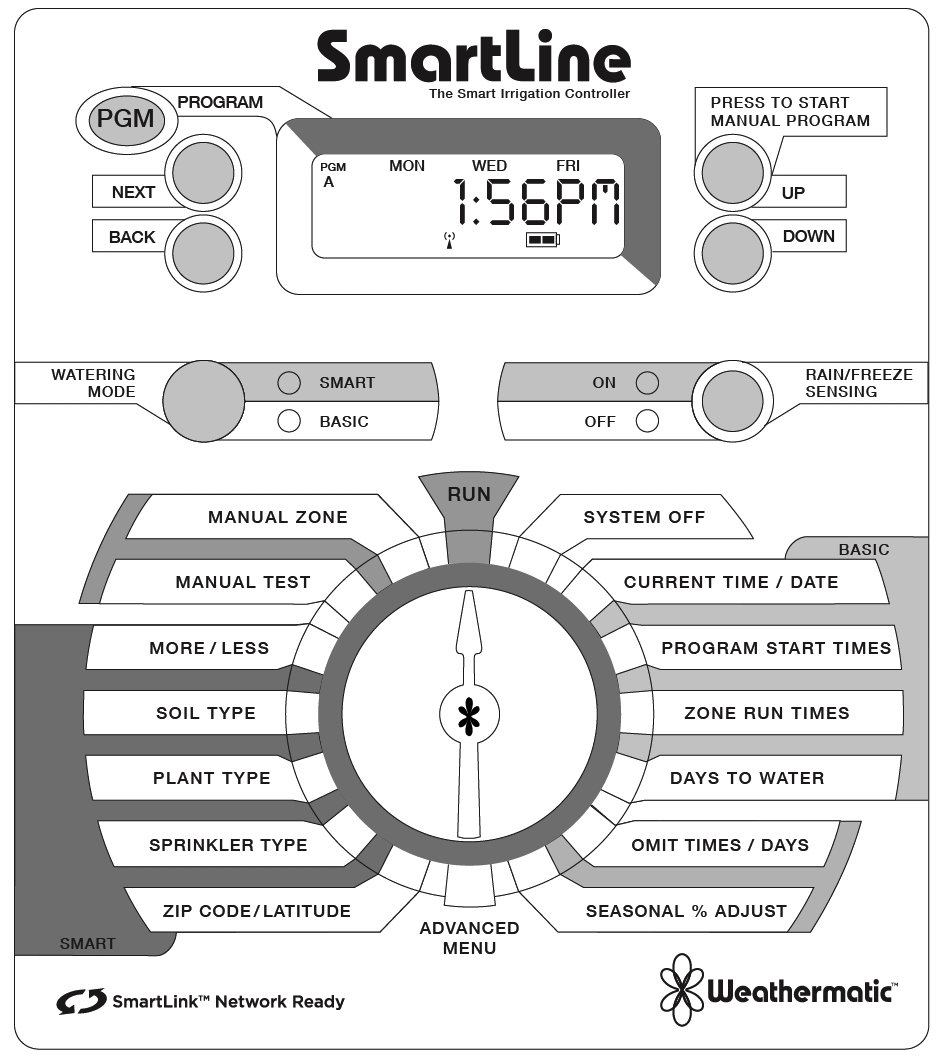 SmartLine
The Smart Irrigation Controller
PGM
PROGRAM
NEXT
BACK
PGM MON WED FRI
A
1:56PM
PRESS TO START
MANUAL PROGRAM
UP
DOWN
WATERING
MODE
SMART
BASIC
ON
OFF
RAIN/FREEZE
SENSING
RUN
MANUAL ZONE
MANUAL TEST
MORE / LESS
SOIL TYPE
PLANT TYPE
SPRINKLER TYPE
ZIP CODE/LATITUDE
SMART
SYSTEM OFF
BASIC
CURRENT TIME / DATE
PROGRAM START TIMES
ZONE RUN TIMES
DAYS TO WATER
OMIT TIMES / DAYS
SEASONAL % ADJUST
ADVANCED
MENU
SmartLink™ Network Ready
Weathermatic™